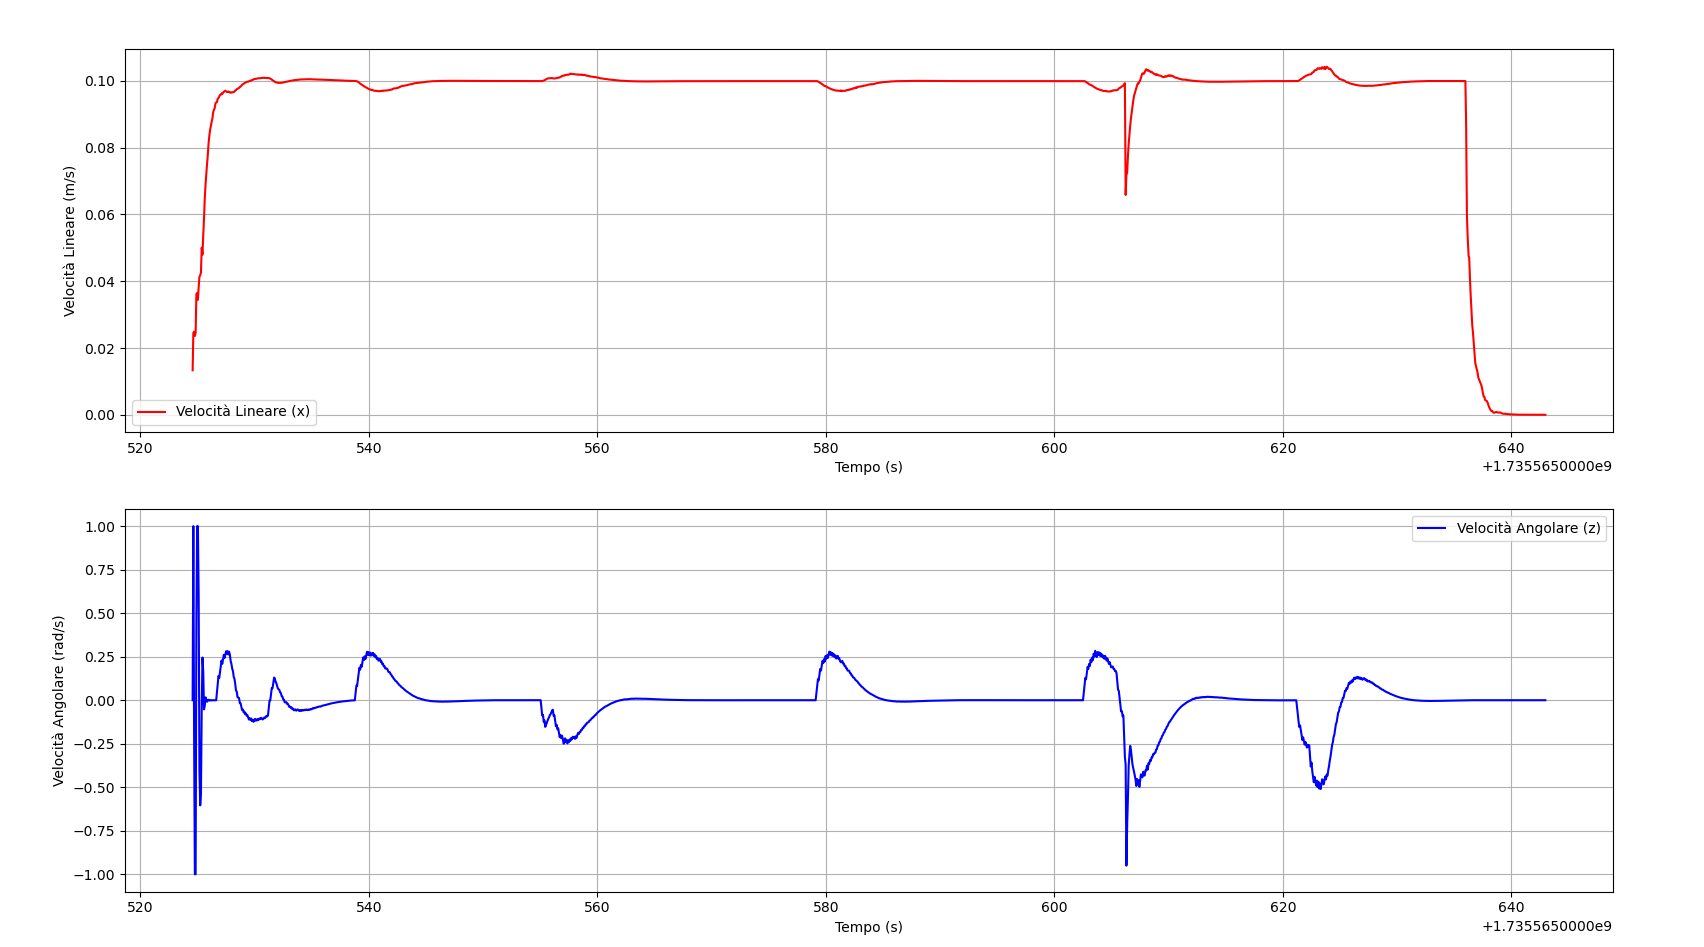 Velocità Lineare (m/s)
0.10
0.08
0.06
0.04
0.02
0.00
Velocità Lineare (x)
520 540 560 580 600 620 640
Tempo (s)
+1.7355650000e9
Velocità Angolare (rad/s)
1.00
0.75
0.50
0.25
0.00
−0.25
−0.50
−0.75
−1.00
Velocità Angolare (z)
520 540 560 580 600 620 640
Tempo (s)
+1.7355650000e9